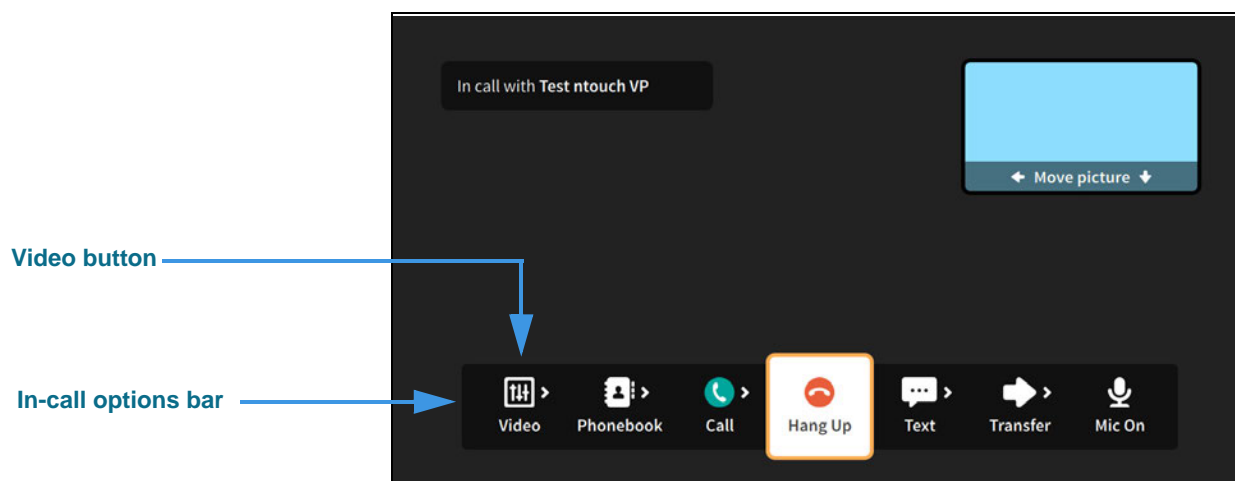 In call with Test ntouch VP
Move picture
Video button
In-call options bar
Video Phonebook Call Hang Up Text Transfer Mic On